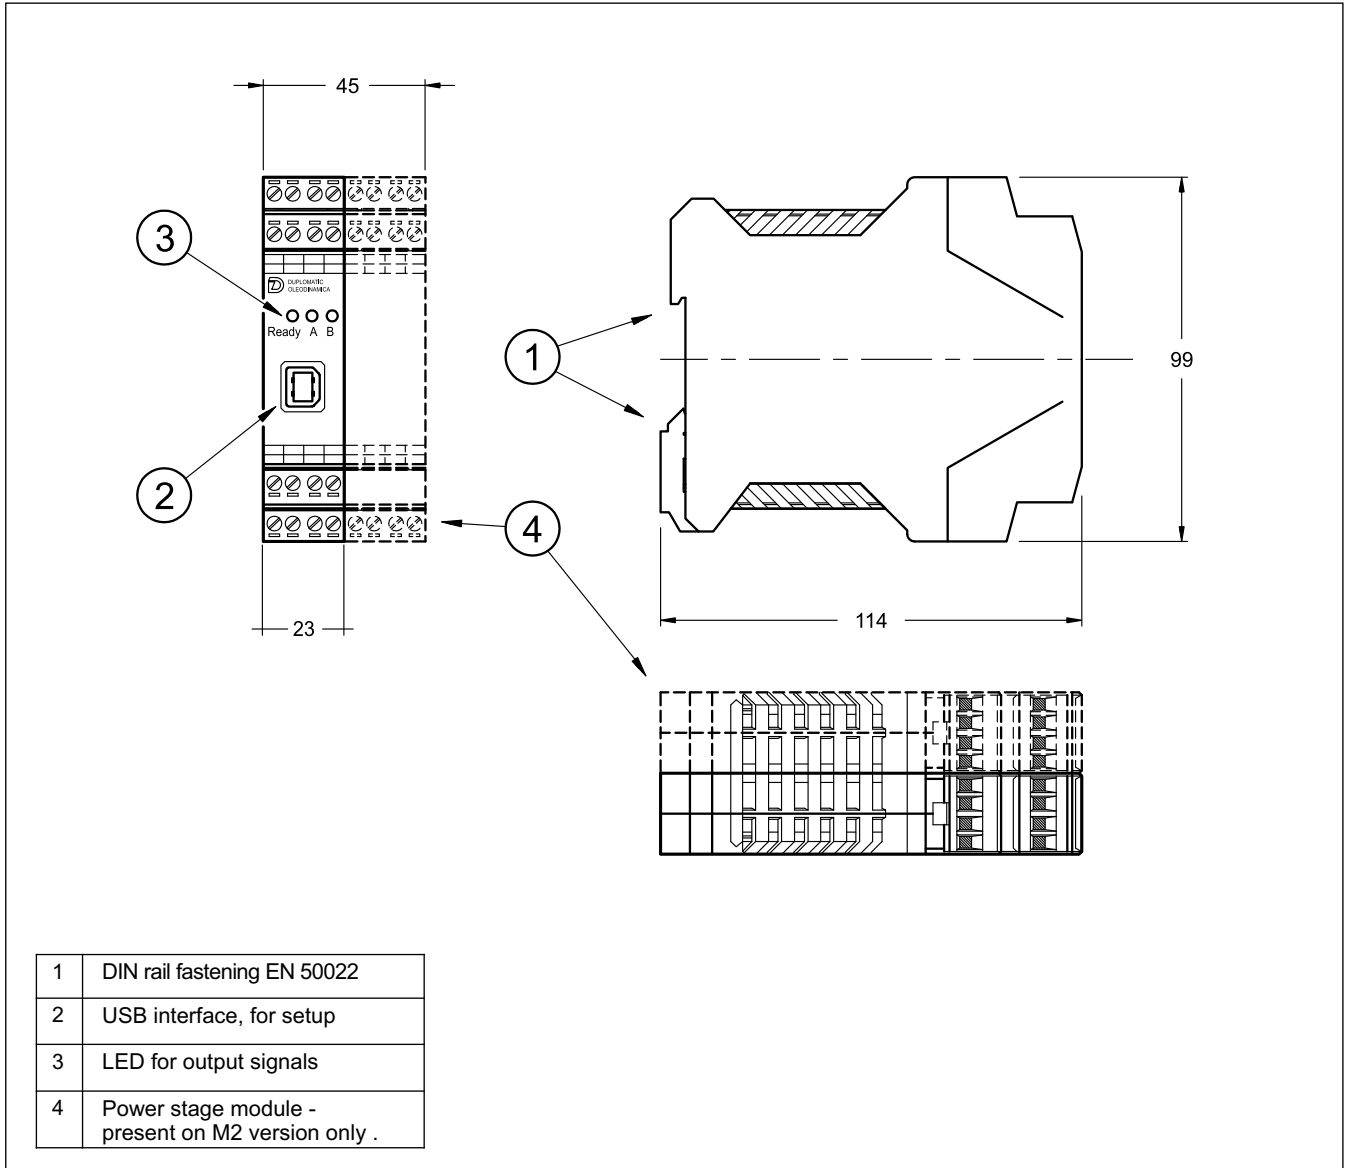 45
3
DUPLOMATIC
OLEODINAMICA
Ready A B
1
99
2
4
114
23
1 DIN rail fastening EN 50022
2 USB interface, for setup
3 LED for output signals
4 Power stage module -
present on M2 version only .